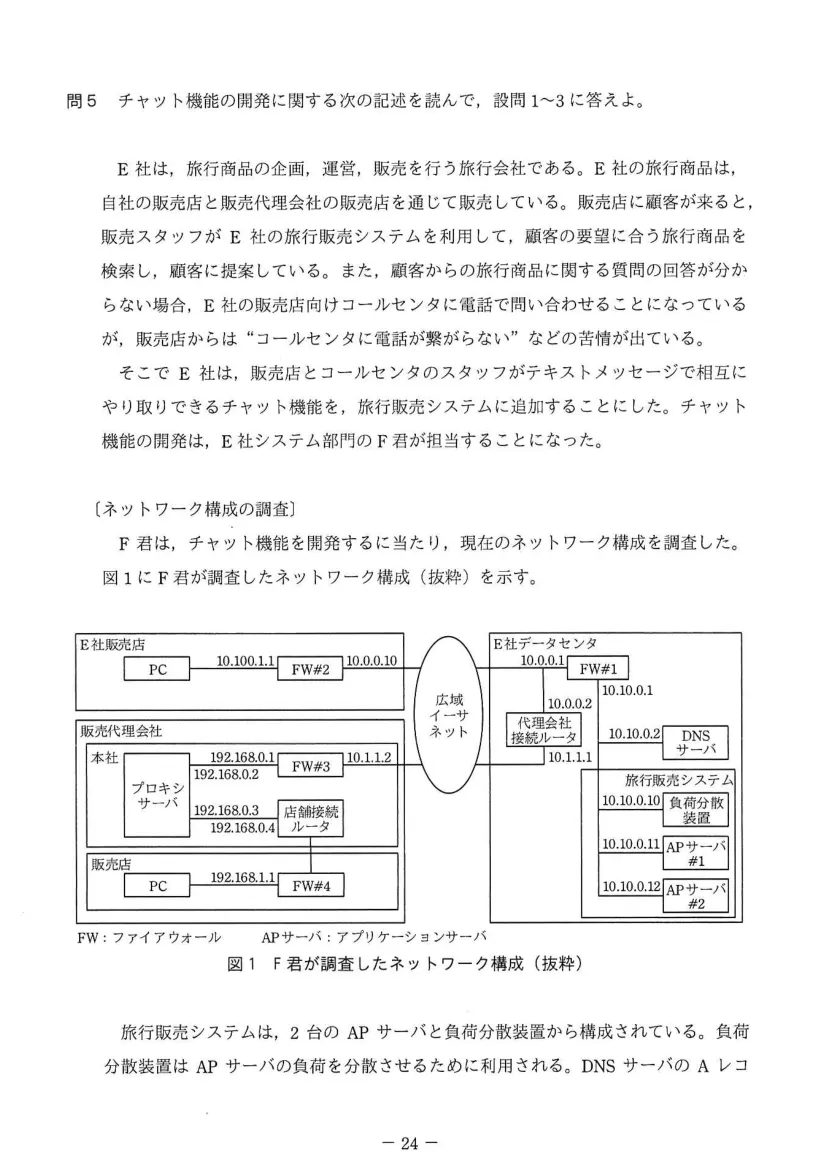 問5 チャット機能の開発に関する次の記述を読んで，設問1～3に答えよ。
E 社は，旅行商品の企画，運営，販売を行う旅行会社である。E 社の旅行商品は，
自社の販売店と販売代理会社の販売店を通じて販売している。販売店に顧客が来ると，
販売スタッフが E 社の旅行販売システムを利用して，顧客の要望に合う旅行商品を
検索し，顧客に提案している。また，顧客からの旅行商品に関する質問の回答が分か
らない場合，E 社の販売店向けコールセンタに電話で問い合わせることになっている
が，販売店からは“コールセンタに電話が繋がらない”などの苦情が出ている。
そこで E 社は，販売店とコールセンタのスタッフがテキストメッセージで相互に
やり取りできるチャット機能を，旅行販売システムに追加することにした。チャット
機能の開発は，E 社システム部門の F 君が担当することになった。
〔ネットワーク構成の調査〕
F 君は，チャット機能を開発するに当たり，現在のネットワーク構成を調査した。
図1に F 君が調査したネットワーク構成（抜粋）を示す。
E社販売店
PC
10.100.1.1
FW#2
10.0.0.10
販売代理会社
本社
プロキシ
サーバ
192.168.0.1
192.168.0.2
FW#3
10.1.1.2
192.168.0.3
192.168.0.4
店舗接続
ルータ
販売店
PC
192.168.1.1
FW#4
広域
イーサ
ネット
E社データセンタ
10.0.0.1
FW#1
10.10.0.1
10.0.0.2
代理会社
接続ルータ
10.1.1.1
10.10.0.2
DNS
サーバ
旅行販売システム
10.10.0.10
負荷分散
装置
10.10.0.11
APサーバ
#1
10.10.0.12
APサーバ
#2
FW：ファイアウォール　APサーバ：アプリケーションサーバ
図1 F 君が調査したネットワーク構成（抜粋）
旅行販売システムは，2 台の AP サーバと負荷分散装置から構成されている。負荷
分散装置は AP サーバの負荷を分散させるために利用される。DNS サーバの A レコ
－ 24 －